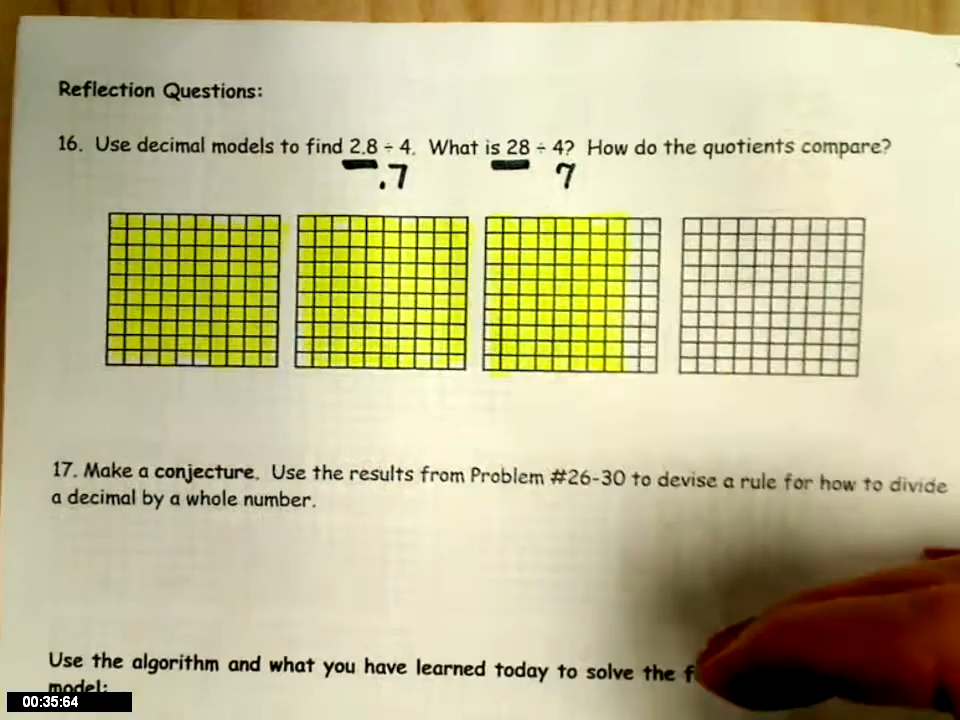 Reflection Questions:
16. Use decimal models to find 2.8 ÷ 4. What is 28 ÷ 4? How do the quotients compare?
.7 7
17. Make a conjecture. Use the results from Problem #26-30 to devise a rule for how to divide
a decimal by a whole number.
Use the algorithm and what you have learned today to solve the
model:
00:35:64